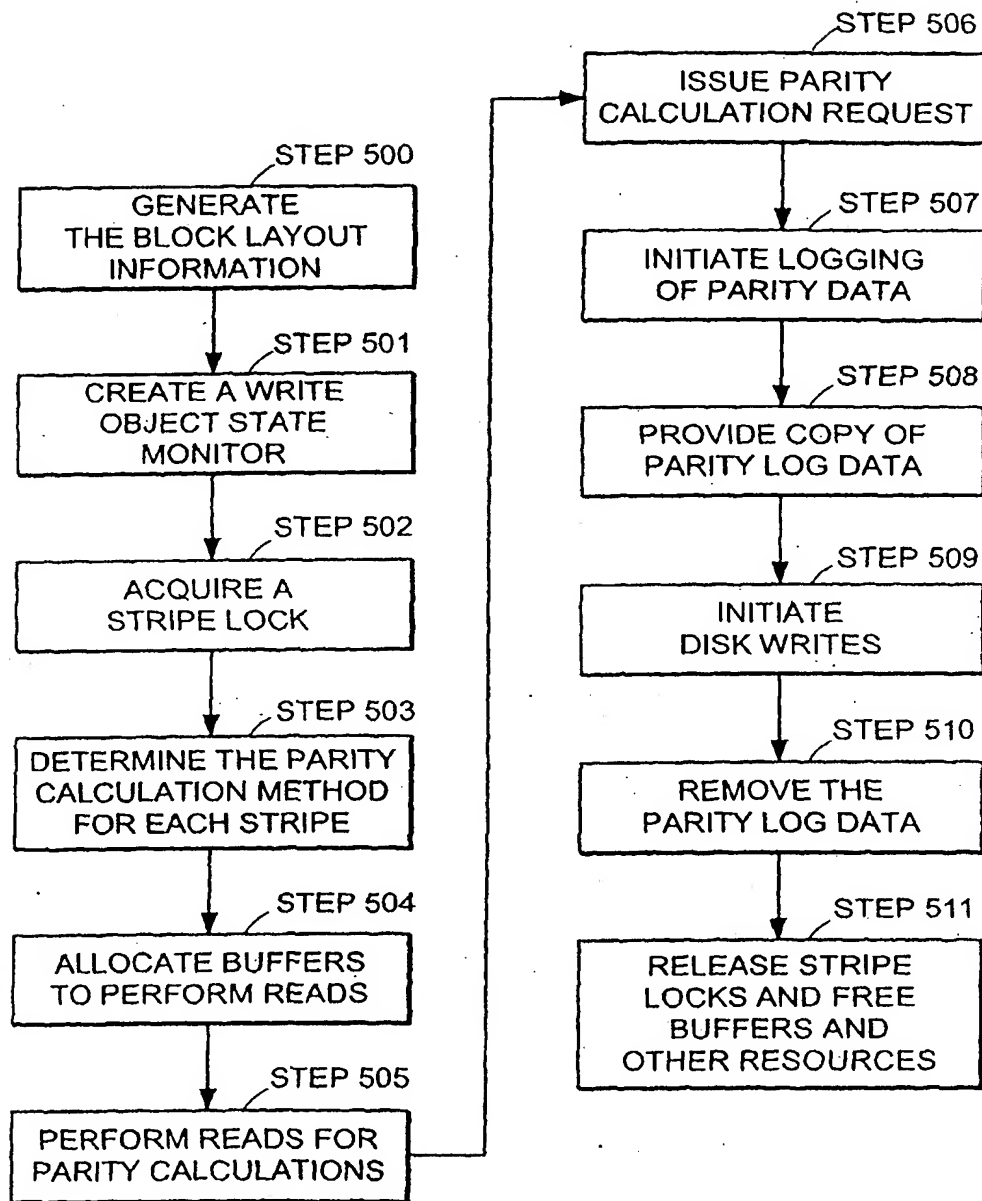 STEP 500
GENERATE
THE BLOCK LAYOUT
INFORMATION
STEP 501
CREATE A WRITE
OBJECT STATE
MONITOR
STEP 502
ACQUIRE A
STRIPE LOCK
STEP 503
DETERMINE THE PARITY
CALCULATION METHOD
FOR EACH STRIPE
STEP 504
ALLOCATE BUFFERS
TO PERFORM READS
STEP 505
PERFORM READS FOR
PARITY CALCULATIONS
STEP 506
ISSUE PARITY
CALCULATION REQUEST
STEP 507
INITIATE LOGGING
OF PARITY DATA
STEP 508
PROVIDE COPY OF
PARITY LOG DATA
STEP 509
INITIATE
DISK WRITES
STEP 510
REMOVE THE
PARITY LOG DATA
STEP 511
RELEASE STRIPE
LOCKS AND FREE
BUFFERS AND
OTHER RESOURCES